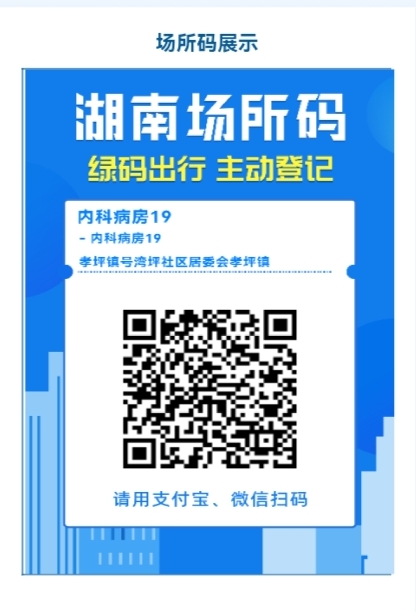 场所码展示
湖南场所码
绿码出行 主动登记
内科病房19
- 内科病房19
孝坪镇号湾坪社区居委会孝坪镇
请用支付宝、微信扫码